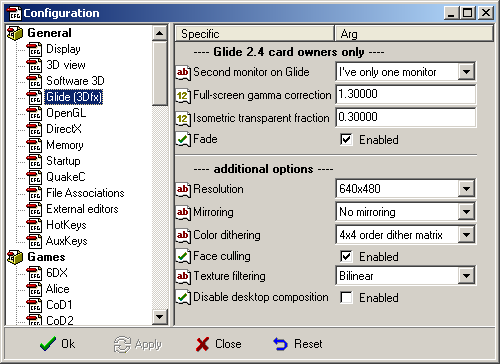 Configuration
General
Display
3D view
Software 3D
Glide (3Dfx)
OpenGL
DirectX
Memory
Startup
QuakeC
File Associations
External editors
HotKeys
AuxKeys
Games
6DX
Alice
CoD1
CoD2
Specific Arg
---- Glide 2.4 card owners only ----
Second monitor on Glide I've only one monitor
Full-screen gamma correction 1.30000
Isometric transparent fraction 0.30000
Fade Enabled
---- additional options ----
Resolution 640x480
Mirroring No mirroring
Color dithering 4x4 order dither matrix
Face culling Enabled
Texture filtering Bilinear
Disable desktop composition Enabled
Ok Apply Close Reset